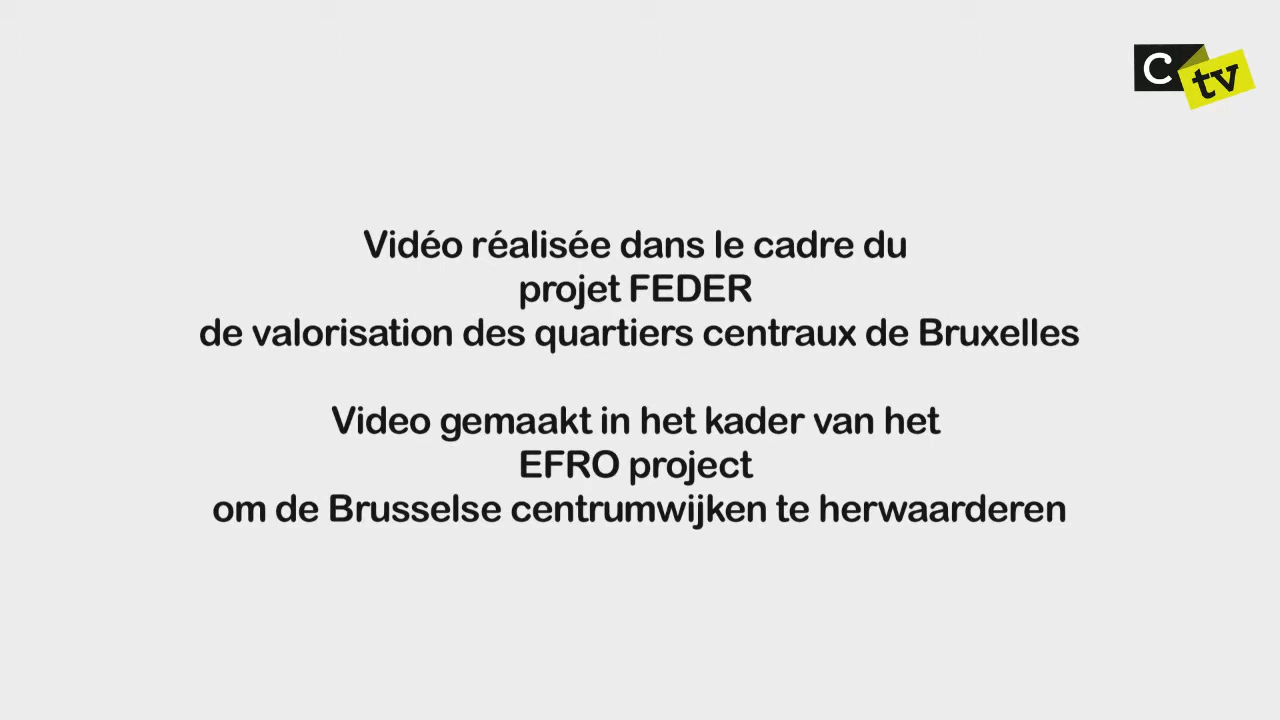 C tv
Vidéo réalisée dans le cadre du
projet FEDER
de valorisation des quartiers centraux de Bruxelles
Video gemaakt in het kader van het
EFRO project
om de Brusselse centrumwijken te herwaarderen